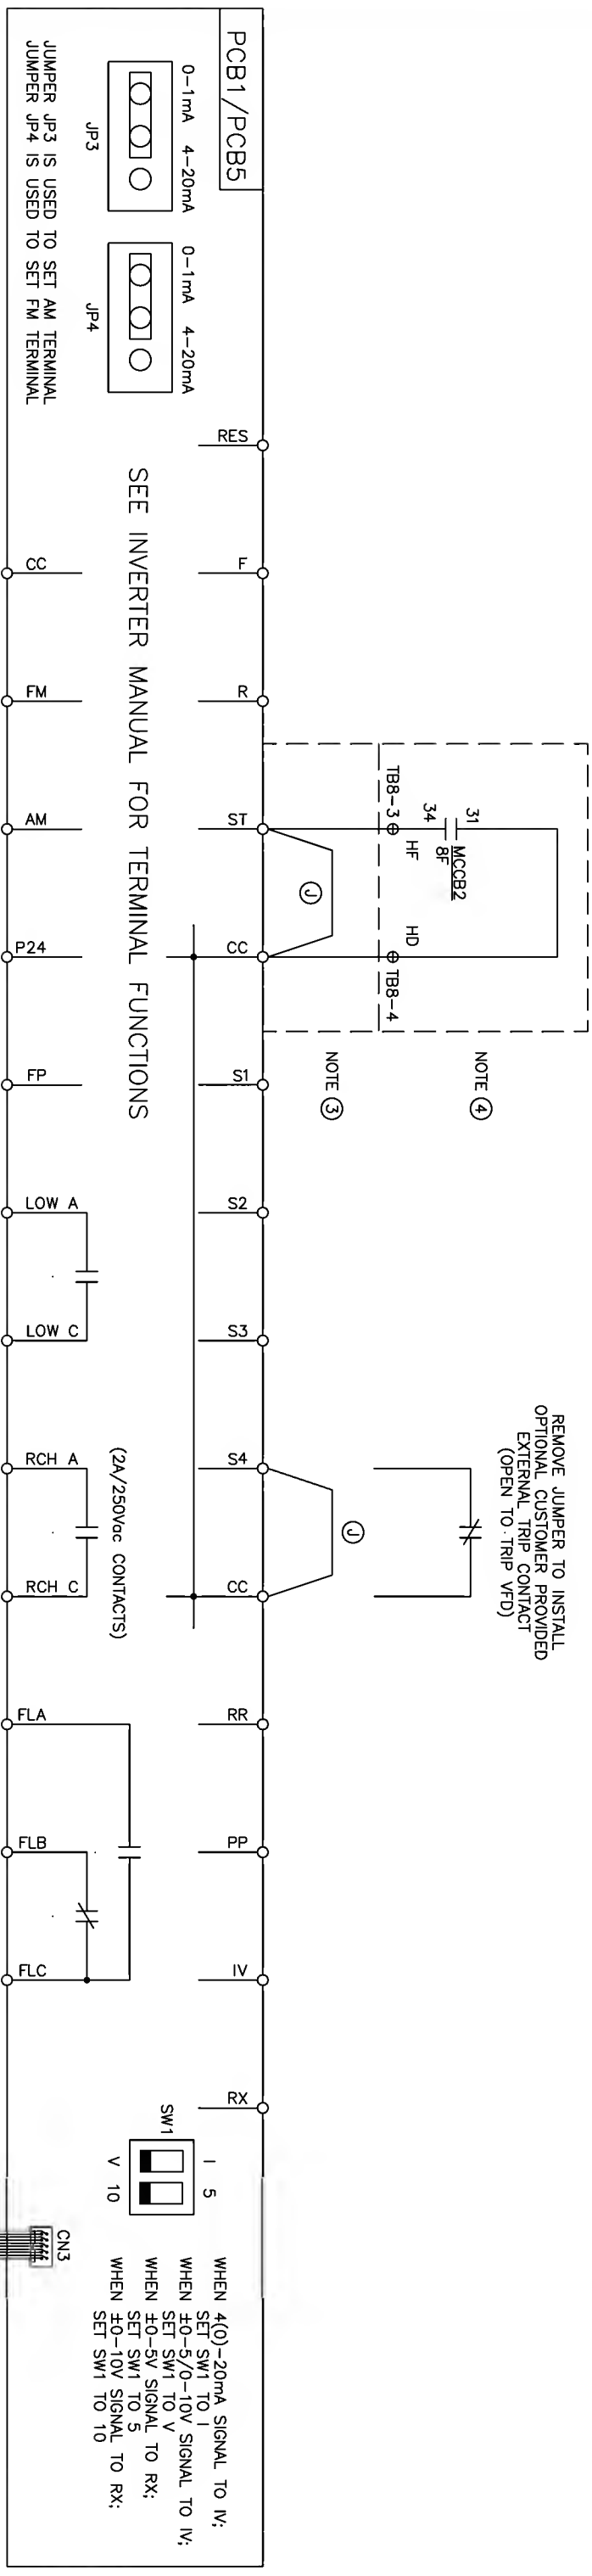 PCB1/PCB5
0-1mA 4-20mA
JP3
0-1mA 4-20mA
JP4
JUMPER JP3 IS USED TO SET AM TERMINAL
JUMPER JP4 IS USED TO SET FM TERMINAL
RES
F
R
ST
CC
S1
S2
S3
S4
CC
RR
PP
IV
RX
SEE INVERTER MANUAL FOR TERMINAL FUNCTIONS
CC
FM
AM
P24
FP
LOW A
LOW C
RCH A
RCH C
FLA
FLB
FLC
(2A/250Vac CONTACTS)
31
MCCB2
8F
34
TB8-3
HF
HD
TB8-4
J
NOTE 3
NOTE 4
REMOVE JUMPER TO INSTALL
OPTIONAL CUSTOMER PROVIDED
EXTERNAL TRIP CONTACT
(OPEN TO TRIP VFD)
J
SW1
I 5
V 10
CN3
WHEN 4(0)-20mA SIGNAL TO IV;
SET SW1 TO I
WHEN ±0-5/0-10V SIGNAL TO IV;
SET SW1 TO V
WHEN ±0-5V SIGNAL TO RX;
SET SW1 TO 5
WHEN ±0-10V SIGNAL TO RX;
SET SW1 TO 10